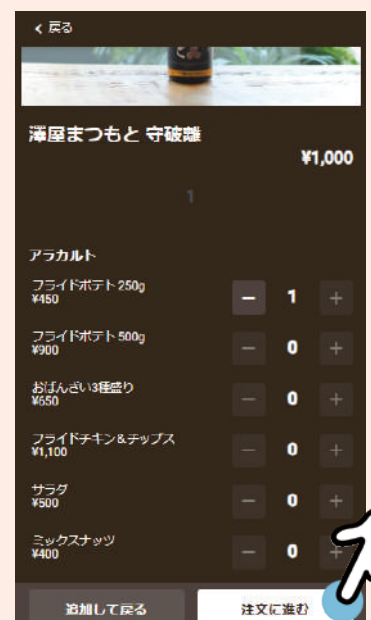 < 戻る
澤屋まつもと 守破離
¥1,000
1
アラカルト
フライドポテト 250g
¥450
− 1 +
フライドポテト 500g
¥900
− 0 +
おばんざい3種盛り
¥650
− 0 +
フライドチキン&チップス
¥1,100
− 0 +
サラダ
¥500
− 0 +
ミックスナッツ
¥400
− 0 +
追加して戻る
注文に進む